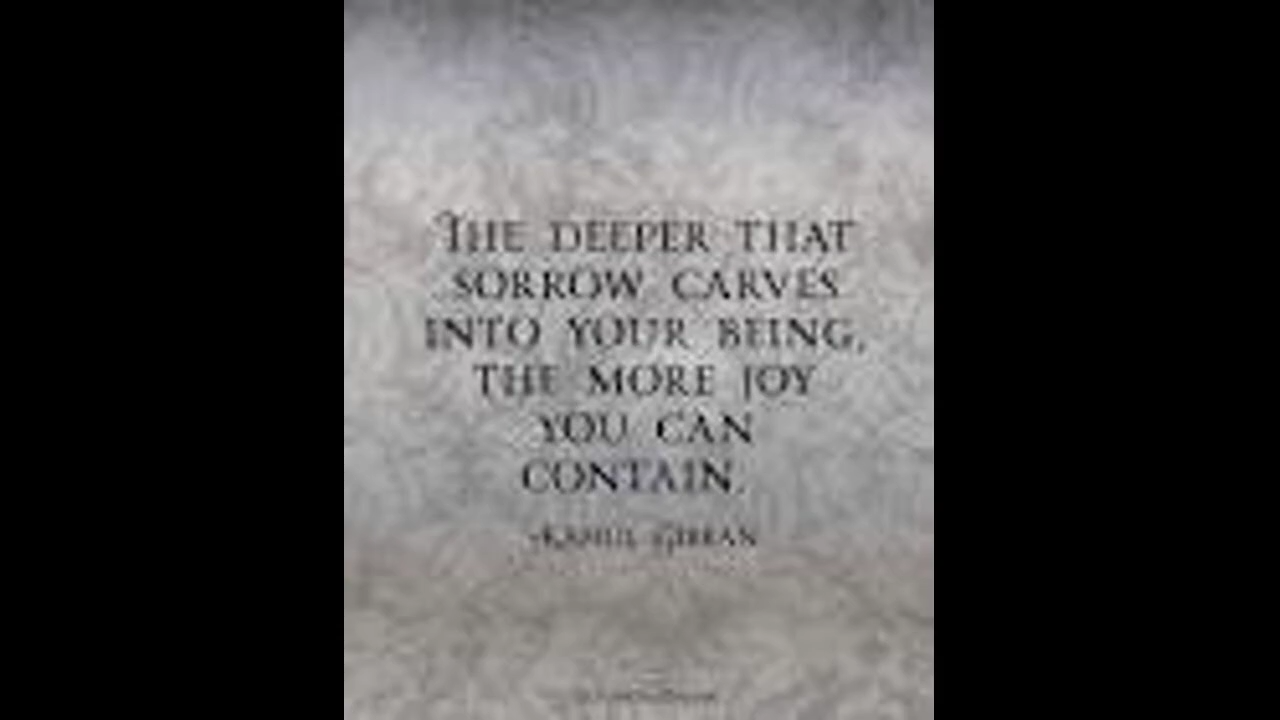 THE DEEPER THAT
SORROW CARVES
INTO YOUR BEING,
THE MORE JOY
YOU CAN
CONTAIN.
-KAHLIL GIBRAN